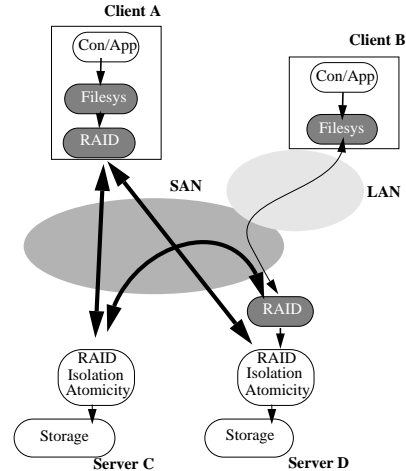 Client A
Client B
Con/App
Filesys
RAID
Con/App
Filesys
SAN
LAN
RAID
RAID
Isolation
Atomicity
RAID
Isolation
Atomicity
Storage
Storage
Server C
Server D